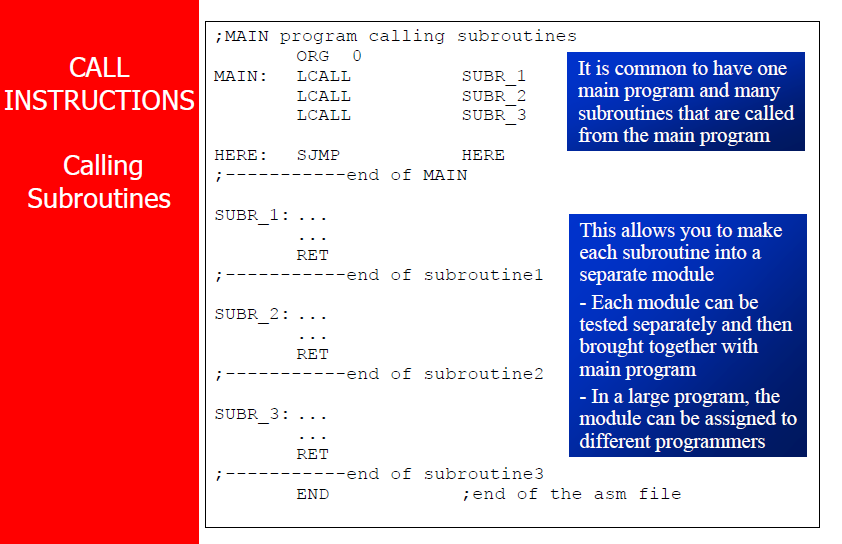 CALL
INSTRUCTIONS
Calling
Subroutines
;MAIN program calling subroutines
ORG 0
MAIN: LCALL SUBR_1
LCALL SUBR_2
LCALL SUBR_3
HERE: SJMP HERE
;-----------end of MAIN
SUBR_1: ...
...
RET
;-----------end of subroutine1
SUBR_2: ...
...
RET
;-----------end of subroutine2
SUBR_3: ...
...
RET
;-----------end of subroutine3
END ;end of the asm file
It is common to have one
main program and many
subroutines that are called
from the main program
This allows you to make
each subroutine into a
separate module
- Each module can be
tested separately and then
brought together with
main program
- In a large program, the
module can be assigned to
different programmers